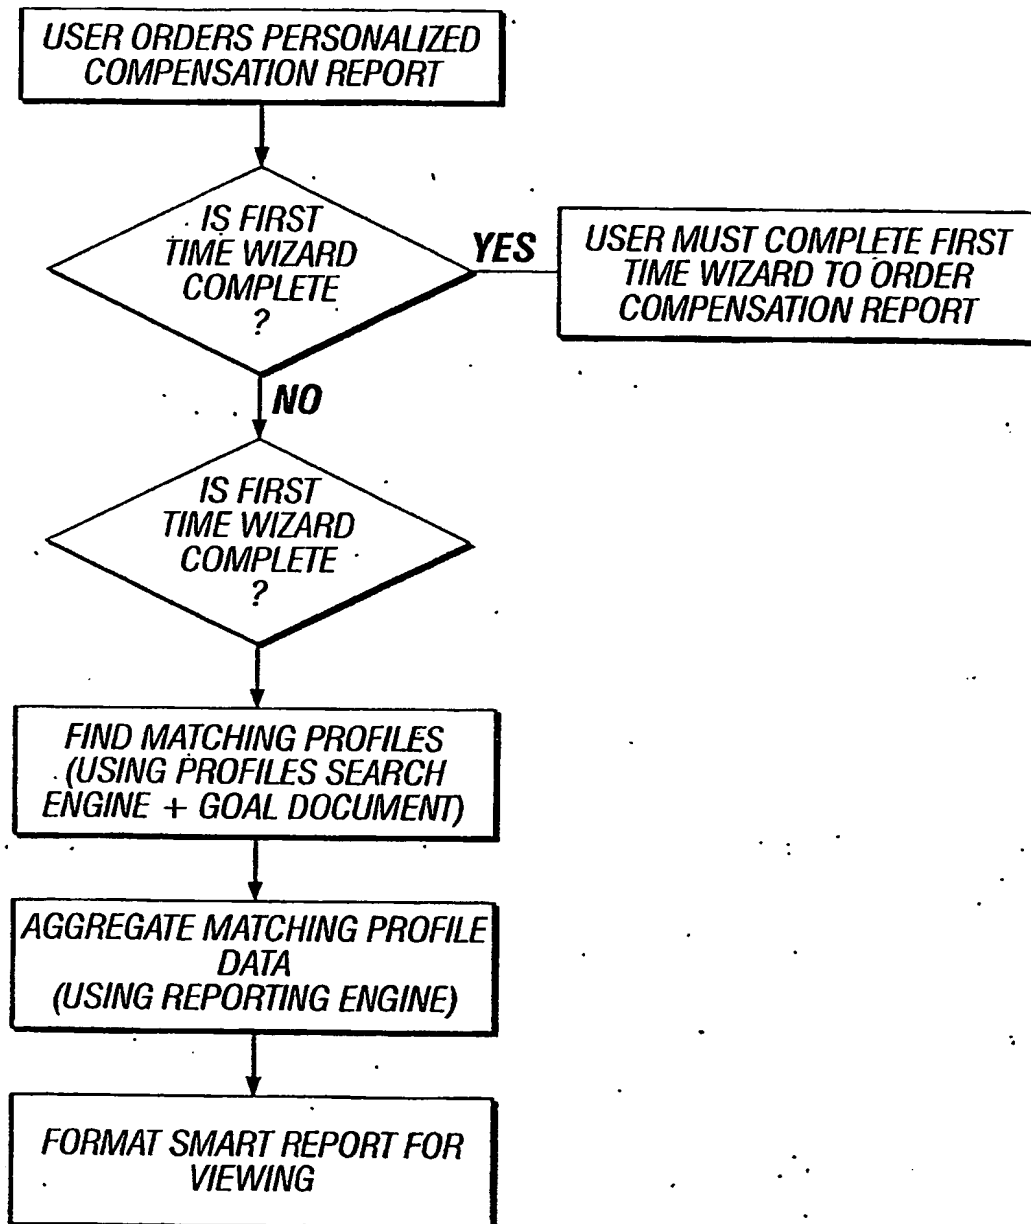 USER ORDERS PERSONALIZED
COMPENSATION REPORT
IS FIRST
TIME WIZARD
COMPLETE
?
YES
USER MUST COMPLETE FIRST
TIME WIZARD TO ORDER
COMPENSATION REPORT
NO
IS FIRST
TIME WIZARD
COMPLETE
?
FIND MATCHING PROFILES
(USING PROFILES SEARCH
ENGINE + GOAL DOCUMENT)
AGGREGATE MATCHING PROFILE
DATA
(USING REPORTING ENGINE)
FORMAT SMART REPORT FOR
VIEWING